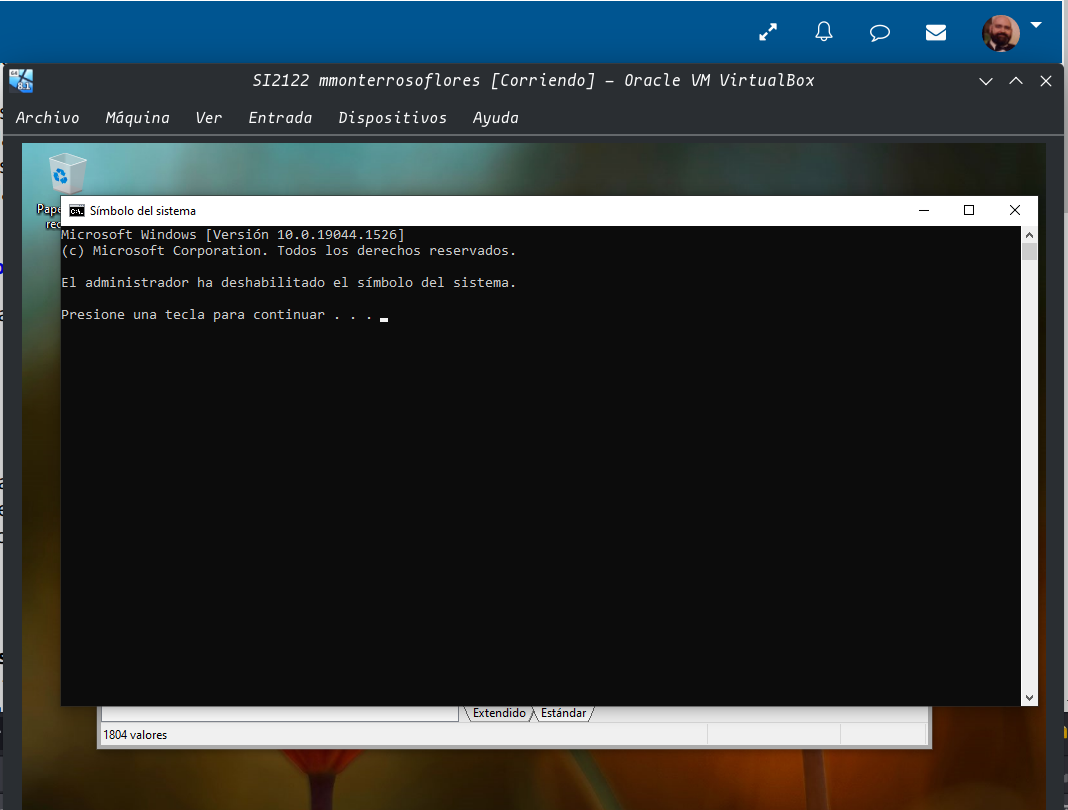 SI2122 mmonterrosoflores [Corriendo] – Oracle VM VirtualBox
Archivo Máquina Ver Entrada Dispositivos Ayuda
Símbolo del sistema
Microsoft Windows [Versión 10.0.19044.1526]
(c) Microsoft Corporation. Todos los derechos reservados.
El administrador ha deshabilitado el símbolo del sistema.
Presione una tecla para continuar . . .
Extendido Estándar
1804 valores